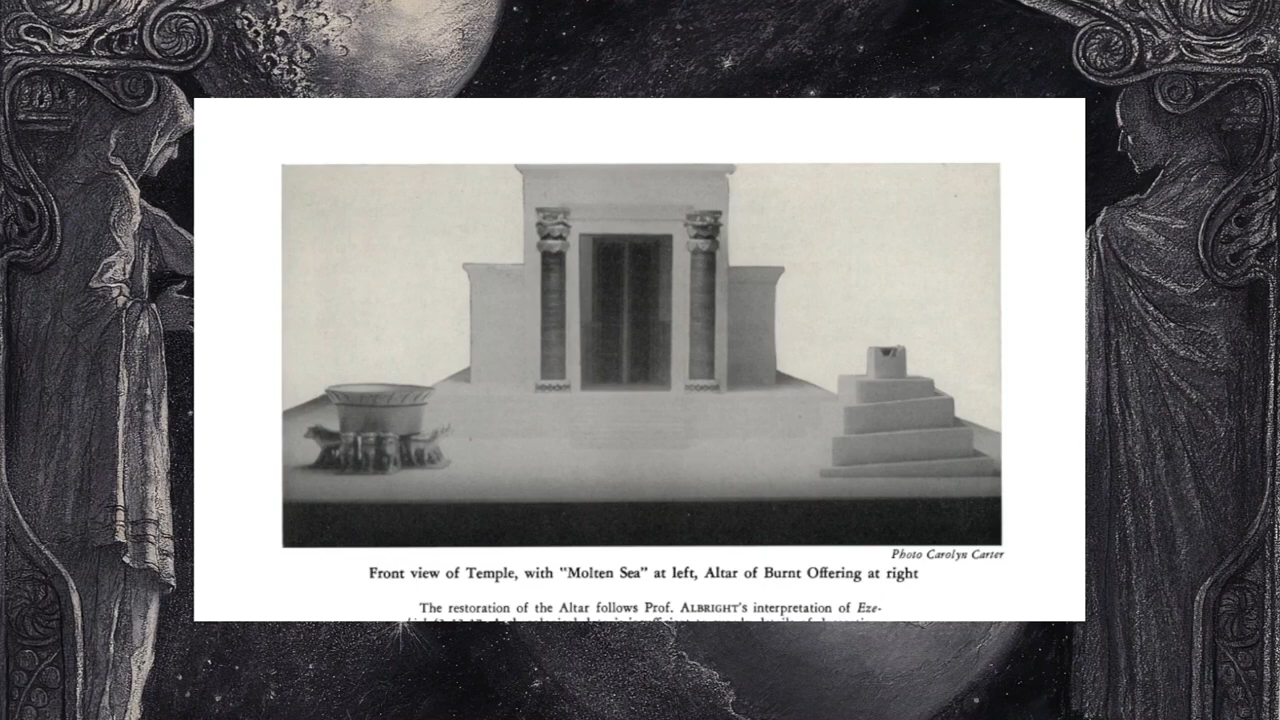 Photo Carolyn Carter
Front view of Temple, with "Molten Sea" at left, Altar of Burnt Offering at right
The restoration of the Altar follows Prof. ALBRIGHT's interpretation of Eze-